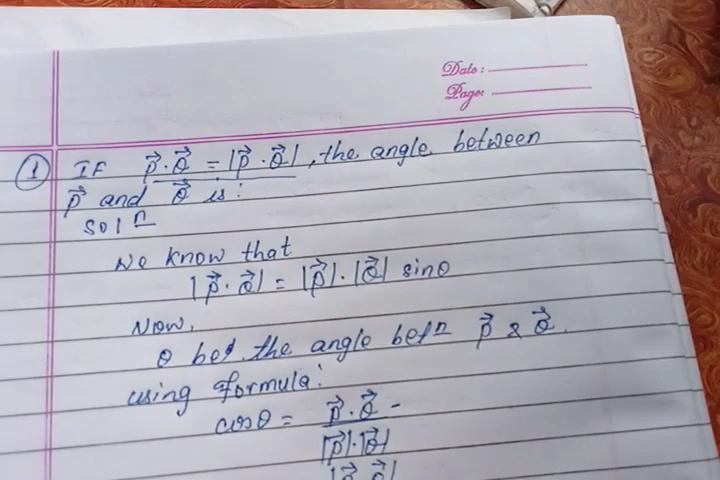 Date:
Page:
① IF P⃗.Q⃗ = |P⃗.Q⃗|, the angle between
P⃗ and Q⃗ is:
Solⁿ
We know that
|P⃗.Q⃗| = |P⃗|.|Q⃗| sinθ
Now,
θ be the angle betⁿ P⃗ & Q⃗.
using formula:
cosθ = P⃗.Q⃗
|P⃗|.|Q⃗|